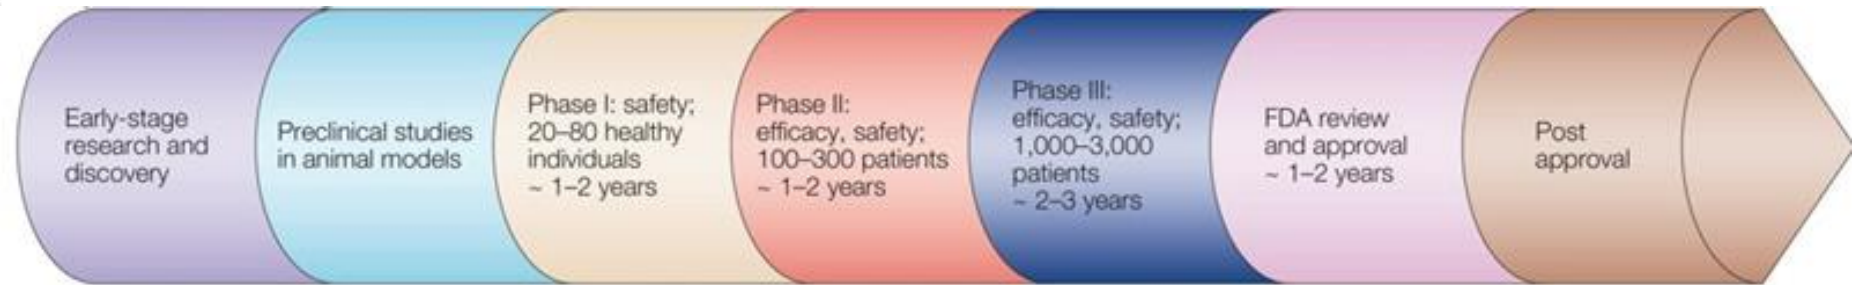 Early-stage
research and
discovery
Preclinical studies
in animal models
Phase I: safety;
20–80 healthy
individuals
~ 1–2 years
Phase II:
efficacy, safety;
100–300 patients
~ 1–2 years
Phase III:
efficacy, safety;
1,000–3,000
patients
~ 2–3 years
FDA review
and approval
~ 1–2 years
Post
approval